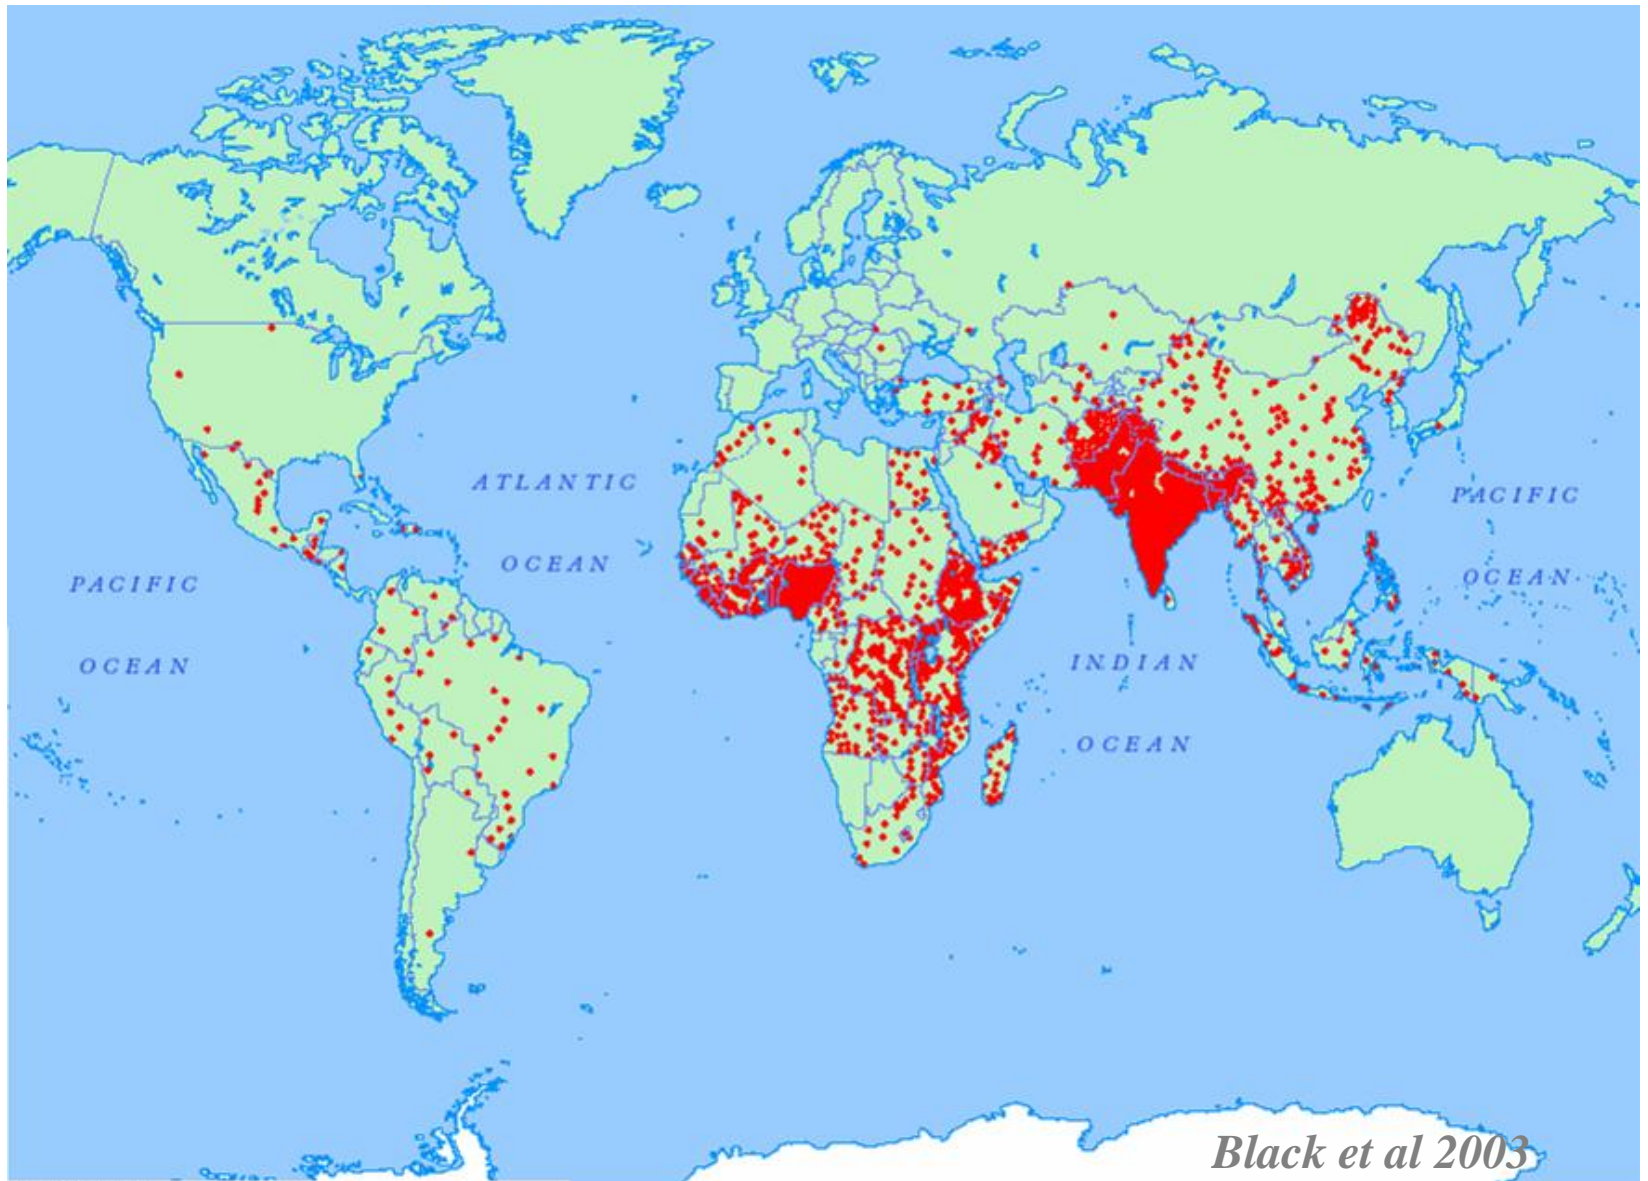 ATLANTIC
OCEAN
PACIFIC
OCEAN
PACIFIC
OCEAN
INDIAN
OCEAN
Black et al 2003